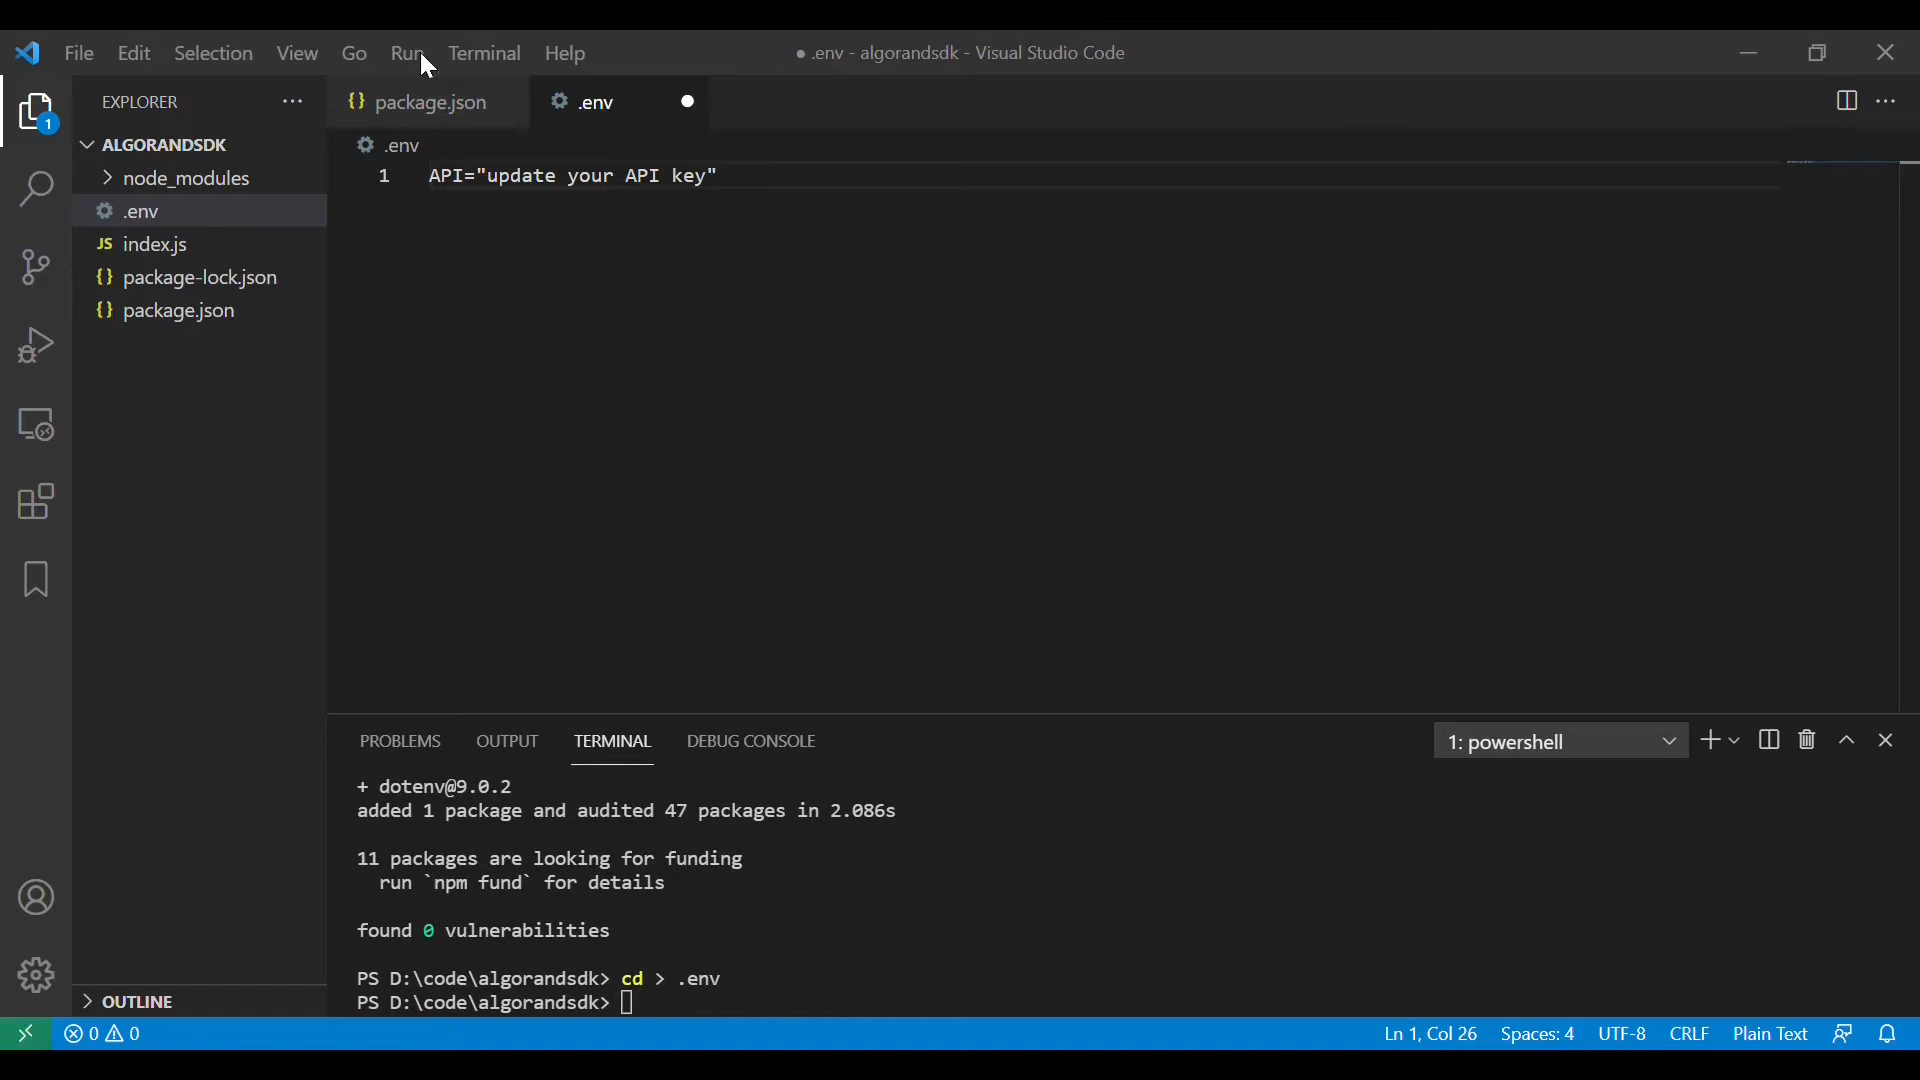 File Edit Selection View Go Run Terminal Help
● .env - algorandsdk - Visual Studio Code
1
EXPLORER
ALGORANDSDK
node_modules
.env
JS index.js
{} package-lock.json
{} package.json
OUTLINE
{} package.json
.env
.env
1 API="update your API key"
PROBLEMS OUTPUT TERMINAL DEBUG CONSOLE
1: powershell
+ dotenv@9.0.2
added 1 package and audited 47 packages in 2.086s
11 packages are looking for funding
run `npm fund` for details
found 0 vulnerabilities
PS D:\code\algorandsdk> cd > .env
PS D:\code\algorandsdk>
0 0
Ln 1, Col 26 Spaces: 4 UTF-8 CRLF Plain Text